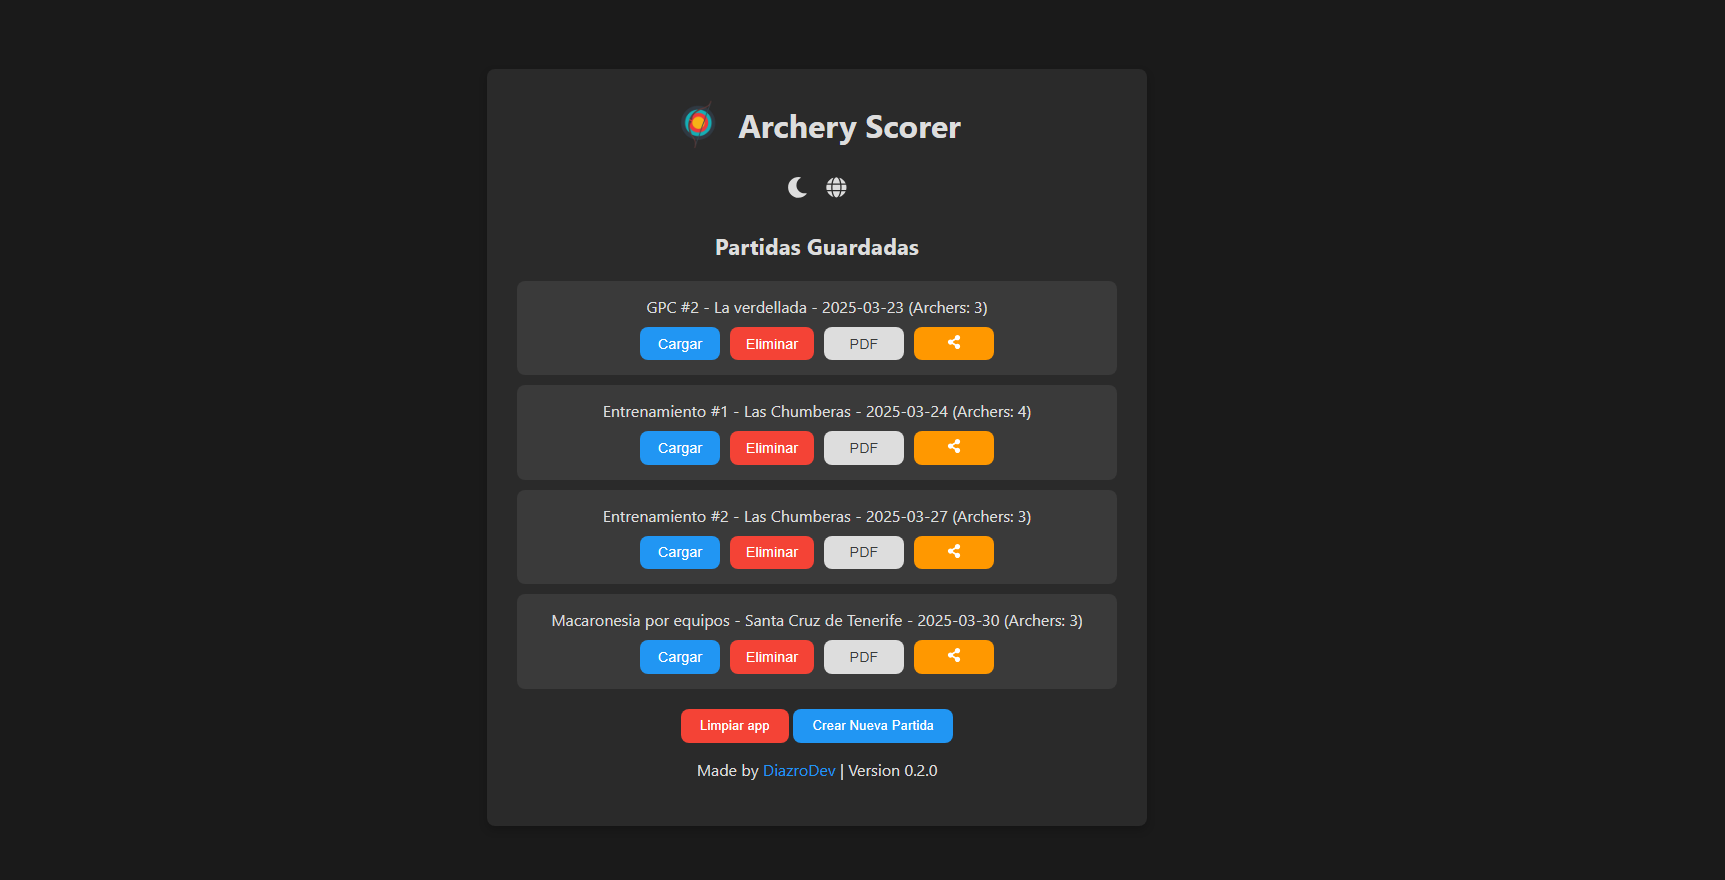 Archery Scorer
Partidas Guardadas
GPC #2 - La verdellada - 2025-03-23 (Archers: 3)
Cargar Eliminar PDF
Entrenamiento #1 - Las Chumberas - 2025-03-24 (Archers: 4)
Cargar Eliminar PDF
Entrenamiento #2 - Las Chumberas - 2025-03-27 (Archers: 3)
Cargar Eliminar PDF
Macaronesia por equipos - Santa Cruz de Tenerife - 2025-03-30 (Archers: 3)
Cargar Eliminar PDF
Limpiar app Crear Nueva Partida
Made by DiazroDev | Version 0.2.0